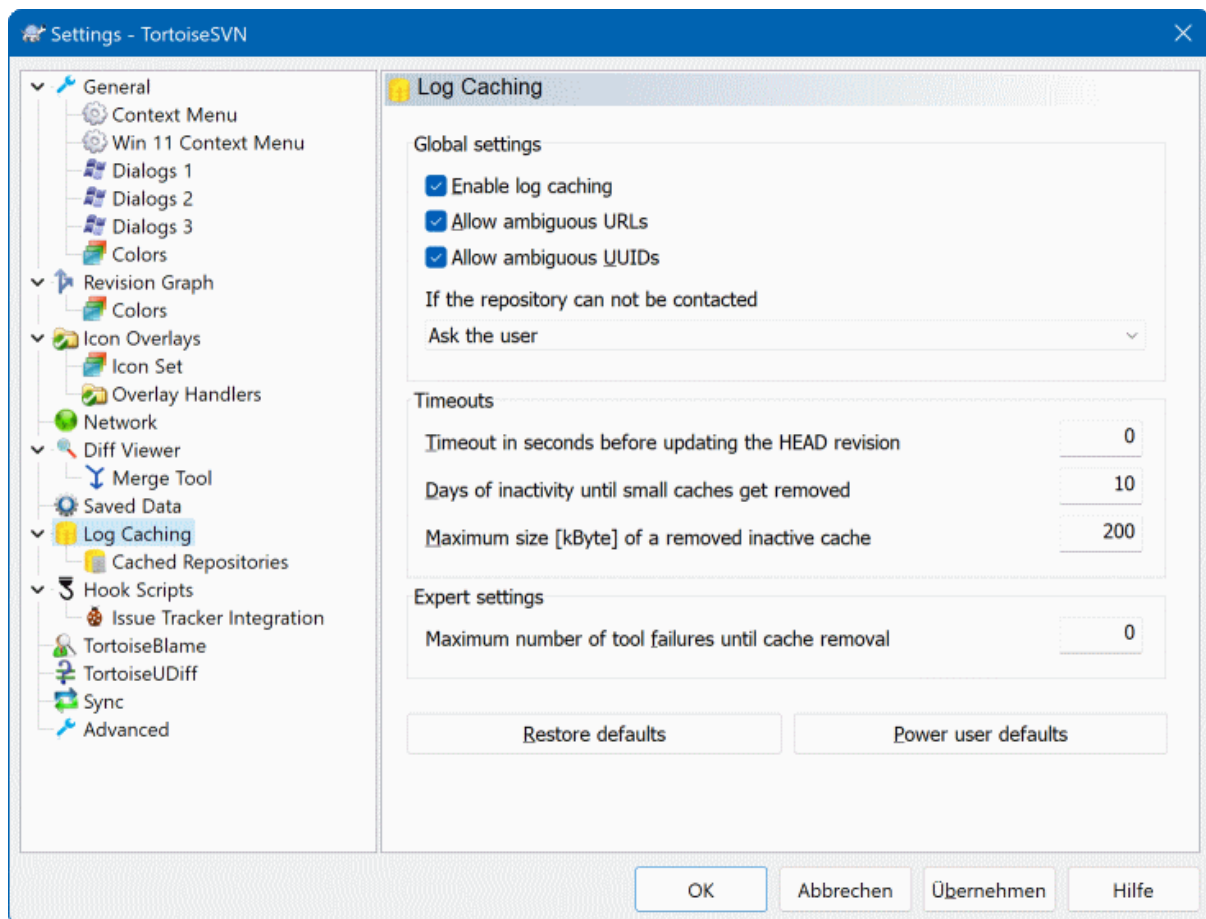 Settings - TortoiseSVN
General
Context Menu
Win 11 Context Menu
Dialogs 1
Dialogs 2
Dialogs 3
Colors
Revision Graph
Colors
Icon Overlays
Icon Set
Overlay Handlers
Network
Diff Viewer
Merge Tool
Saved Data
Log Caching
Cached Repositories
Hook Scripts
Issue Tracker Integration
TortoiseBlame
TortoiseUDiff
Sync
Advanced
Log Caching
Global settings
Enable log caching
Allow ambiguous URLs
Allow ambiguous UUIDs
If the repository can not be contacted
Ask the user
Timeouts
Timeout in seconds before updating the HEAD revision 0
Days of inactivity until small caches get removed 10
Maximum size [kByte] of a removed inactive cache 200
Expert settings
Maximum number of tool failures until cache removal 0
Restore defaults Power user defaults
OK Abbrechen Übernehmen Hilfe